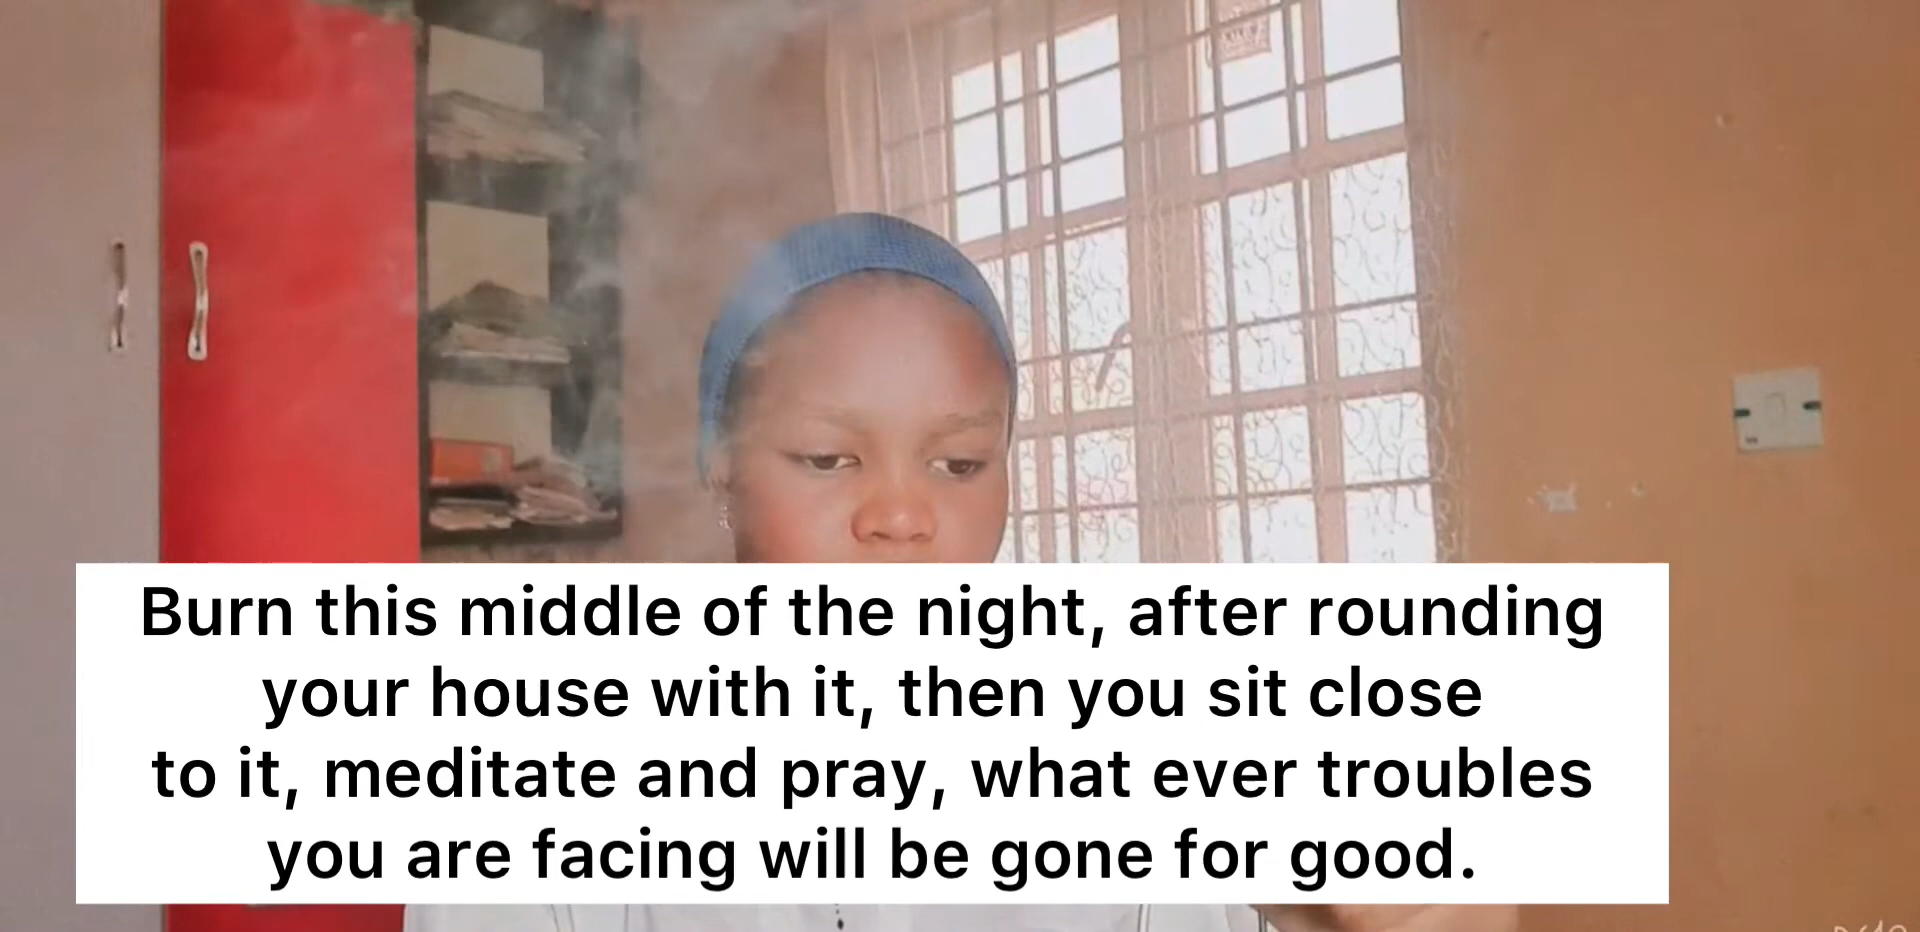 Burn this middle of the night, after rounding
your house with it, then you sit close
to it, meditate and pray, what ever troubles
you are facing will be gone for good.